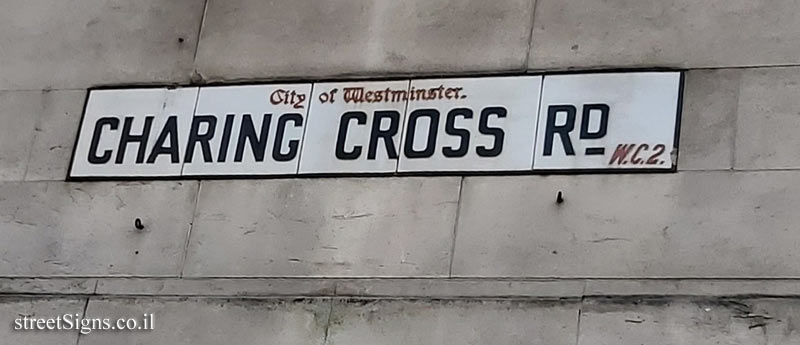 City of Westminster.
CHARING CROSS RD
W.C.2.
streetSigns.co.il